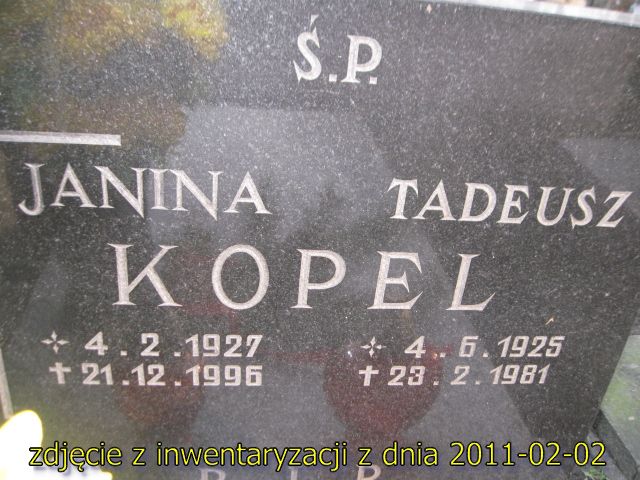 Ś.P.
JANINA TADEUSZ
KOPEL
4.2.1927 4.6.1925
✝21.12.1996 ✝23.2.1981
zdjęcie z inwentaryzacji z dnia 2011-02-02
R.I.P.